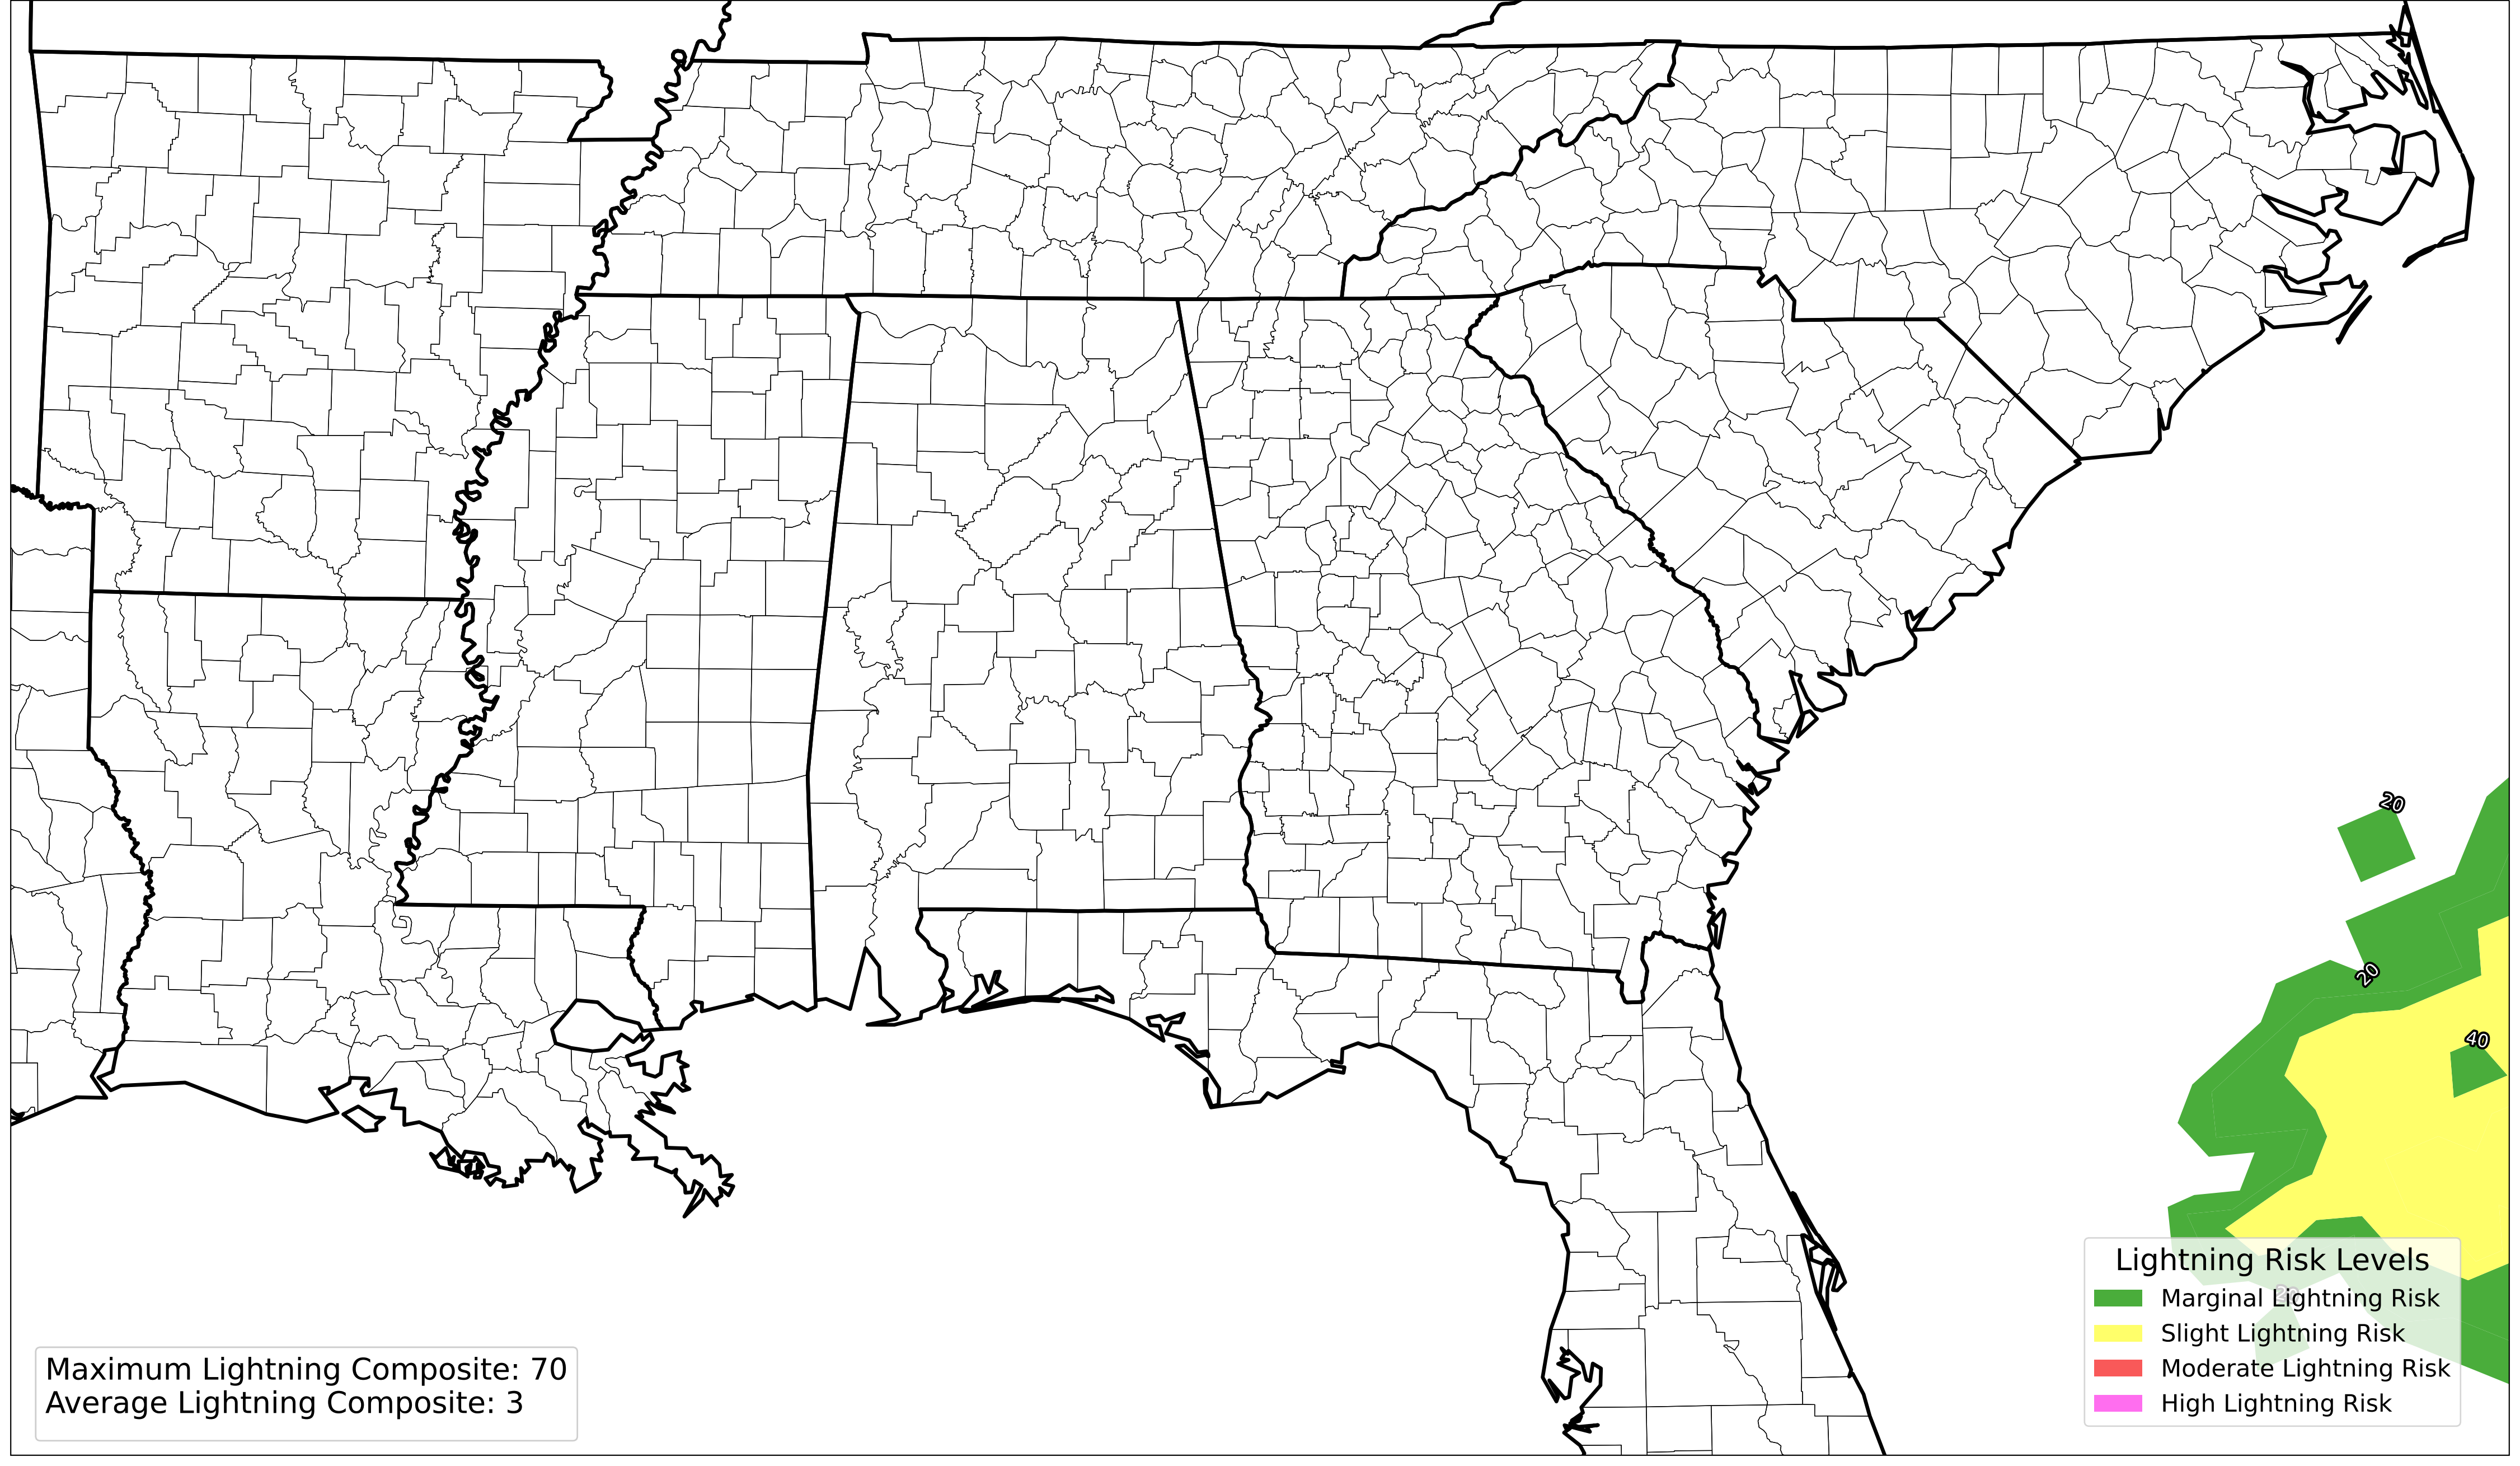 20
20
40
Lightning Risk Levels
20
Marginal Lightning Risk
Slight Lightning Risk
Moderate Lightning Risk
High Lightning Risk
Maximum Lightning Composite: 70
Average Lightning Composite: 3